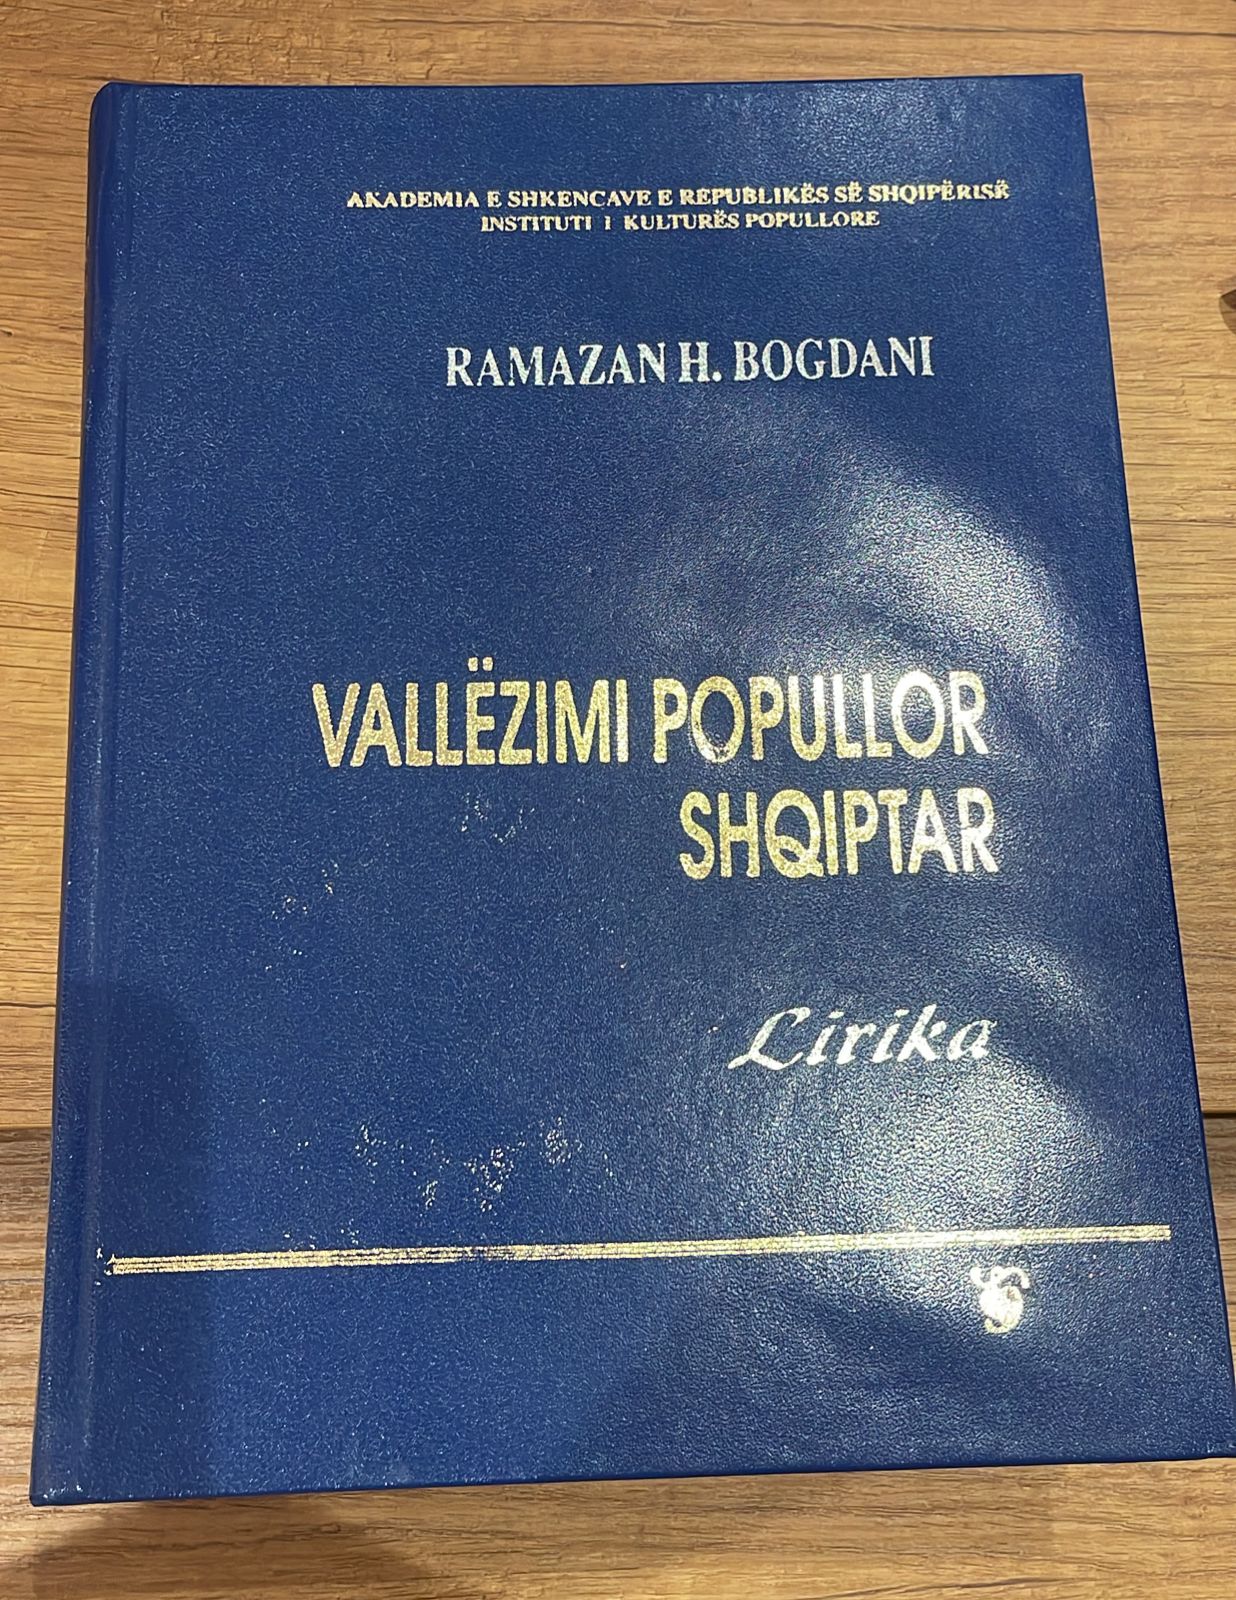 AKADEMIA E SHKENCAVE E REPUBLIKËS SË SHQIPËRISË
INSTITUTI I KULTURËS POPULLORE
RAMAZAN H. BOGDANI
VALLËZIMI POPULLOR
SHQIPTAR
Lirika